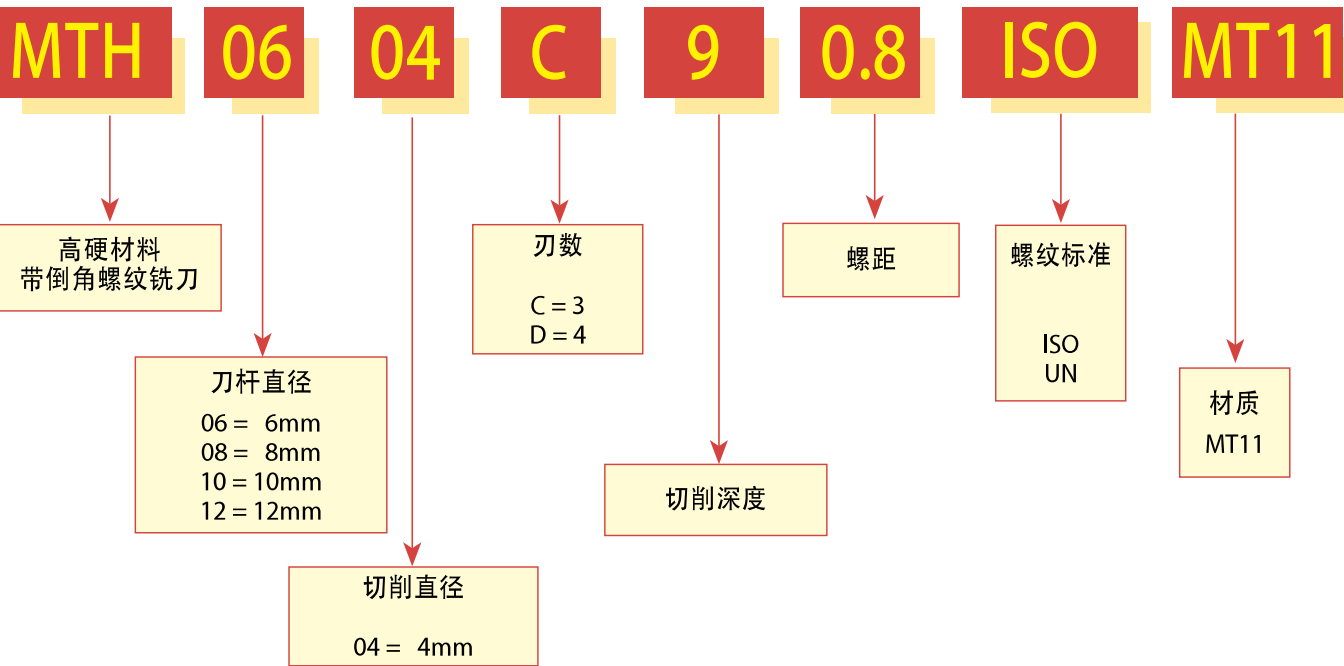 MTH 06 04 C 9 0.8 ISO MT11
高硬材料
带倒角螺纹铣刀
刀杆直径
06 = 6mm
08 = 8mm
10 = 10mm
12 = 12mm
切削直径
04 = 4mm
刃数
C = 3
D = 4
切削深度
螺距
螺纹标准
ISO
UN
材质
MT11